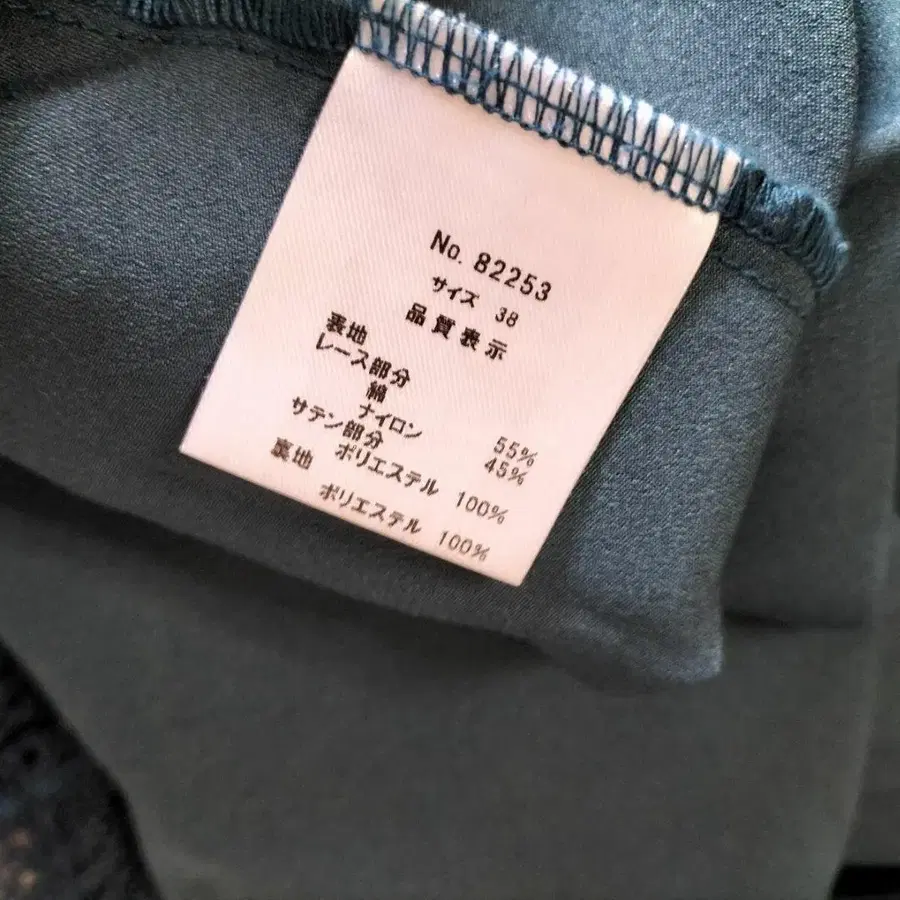 No. 82253
サイズ 38
品質表示
表地
レース部分
綿 55%
ナイロン 45%
サテン部分
ポリエステル 100%
裏地
ポリエステル 100%